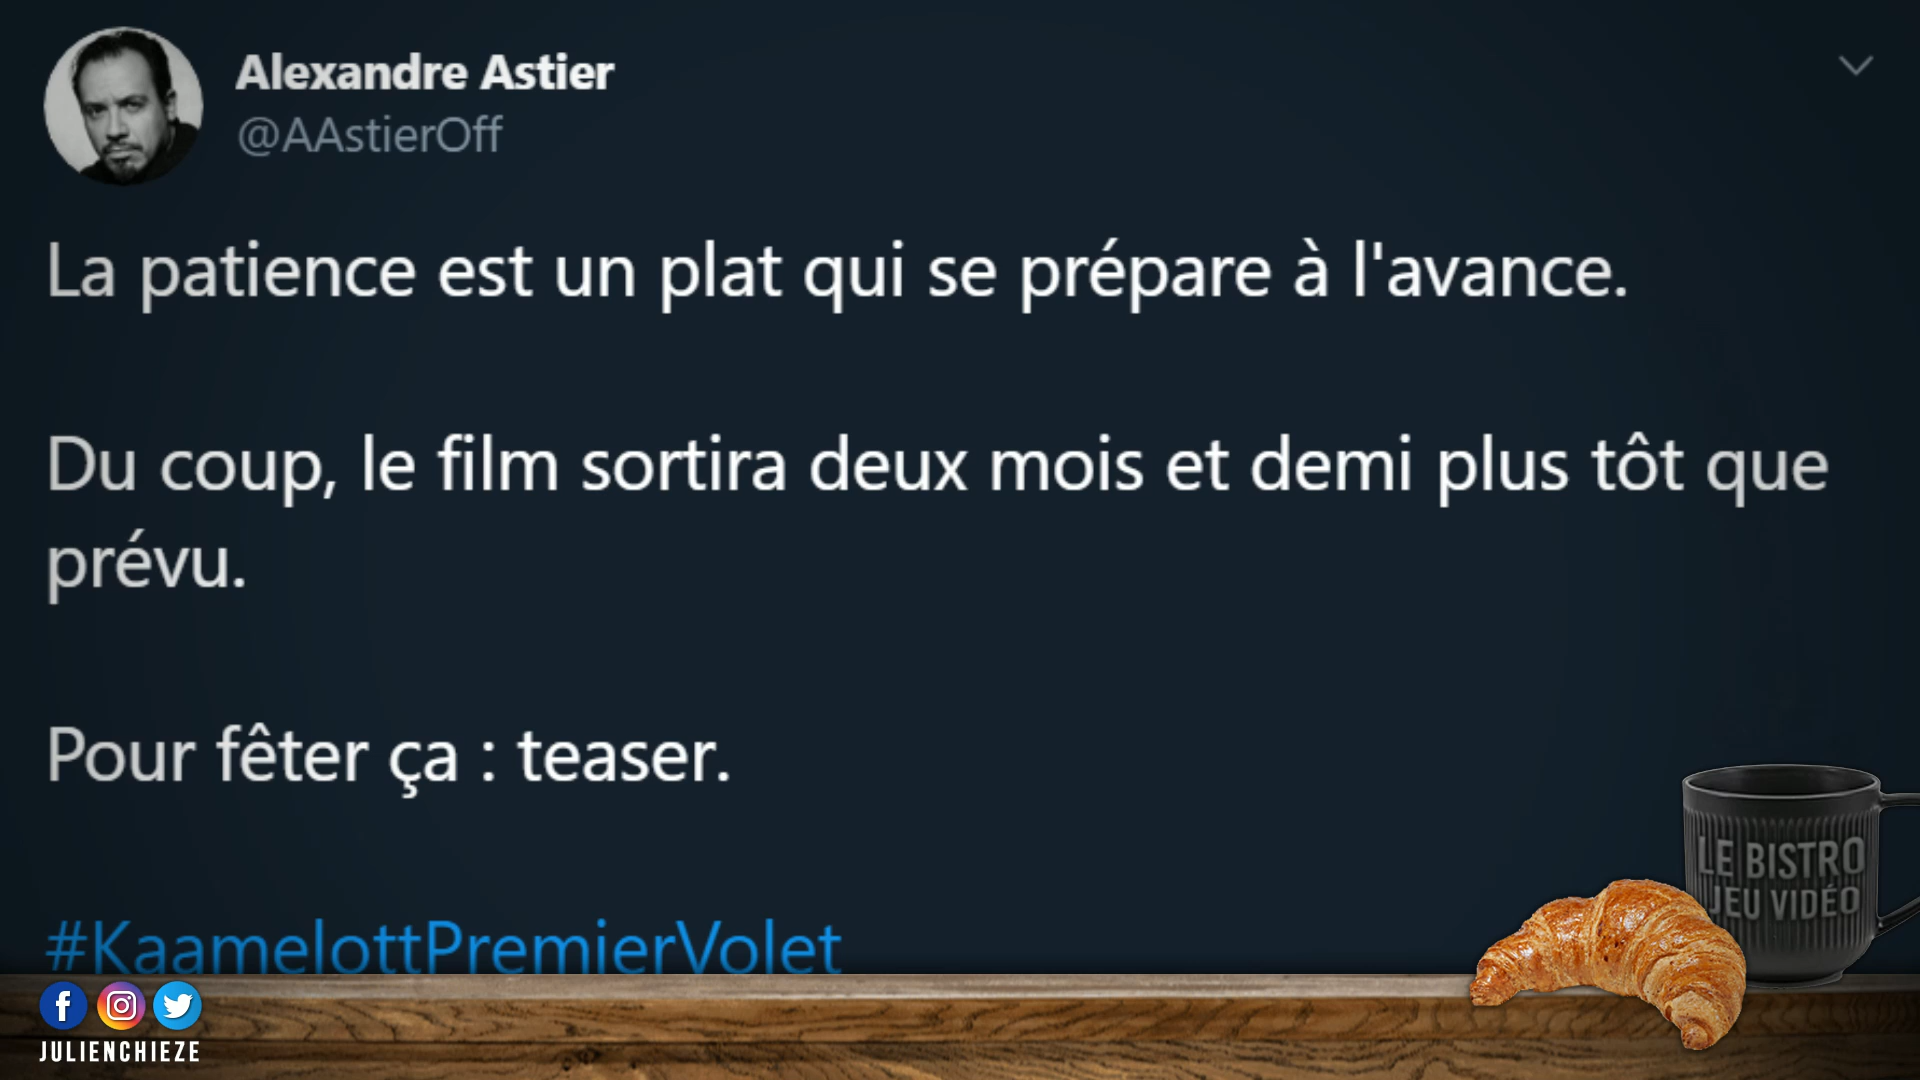 Alexandre Astier
@AAstierOff
La patience est un plat qui se prépare à l'avance.
Du coup, le film sortira deux mois et demi plus tôt que
prévu.
Pour fêter ça : teaser.
#KaamelottPremierVolet
LE BISTRO
JEU VIDÉO
JULIENCHIEZE